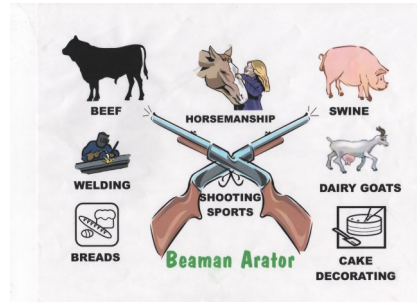 BEEF
HORSEMANSHIP
SWINE
WELDING
SHOOTING
SPORTS
DAIRY GOATS
BREADS
Beaman Arator
CAKE
DECORATING